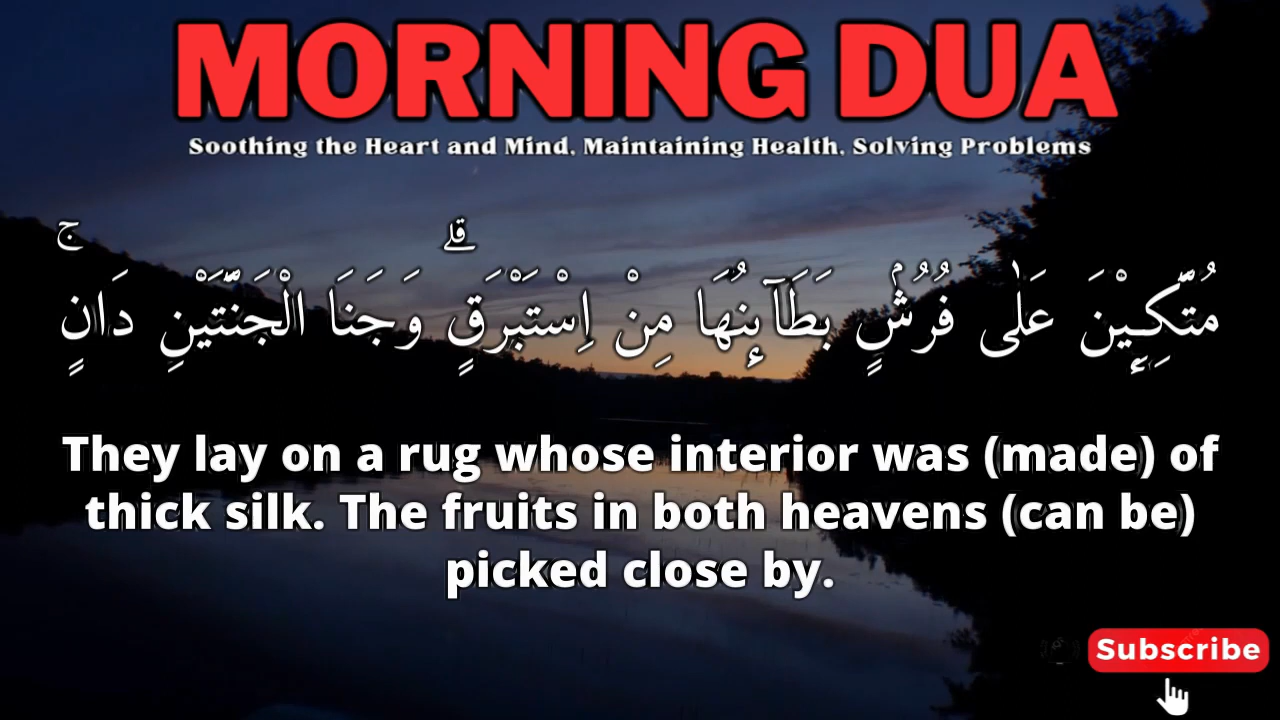 MORNING DUA
Soothing the Heart and Mind, Maintaining Health, Solving Problems
مُتَّكِـِٕيْنَ عَلٰى فُرُشٍۢ بَطَاۤىِٕنُهَا مِنْ اِسْتَبْرَقٍۗ وَجَنَا الْجَنَّتَيْنِ دَانٍۚ
They lay on a rug whose interior was (made) of
thick silk. The fruits in both heavens (can be)
picked close by.
Subscribe